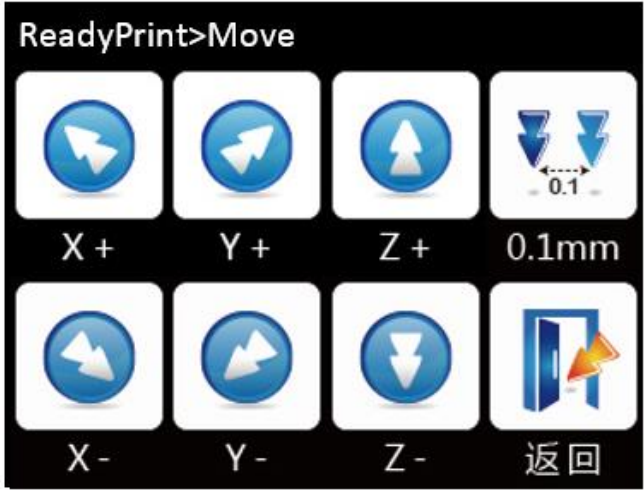 ReadyPrint>Move
0.1
X + Y + Z + 0.1mm
X - Y - Z - 返回